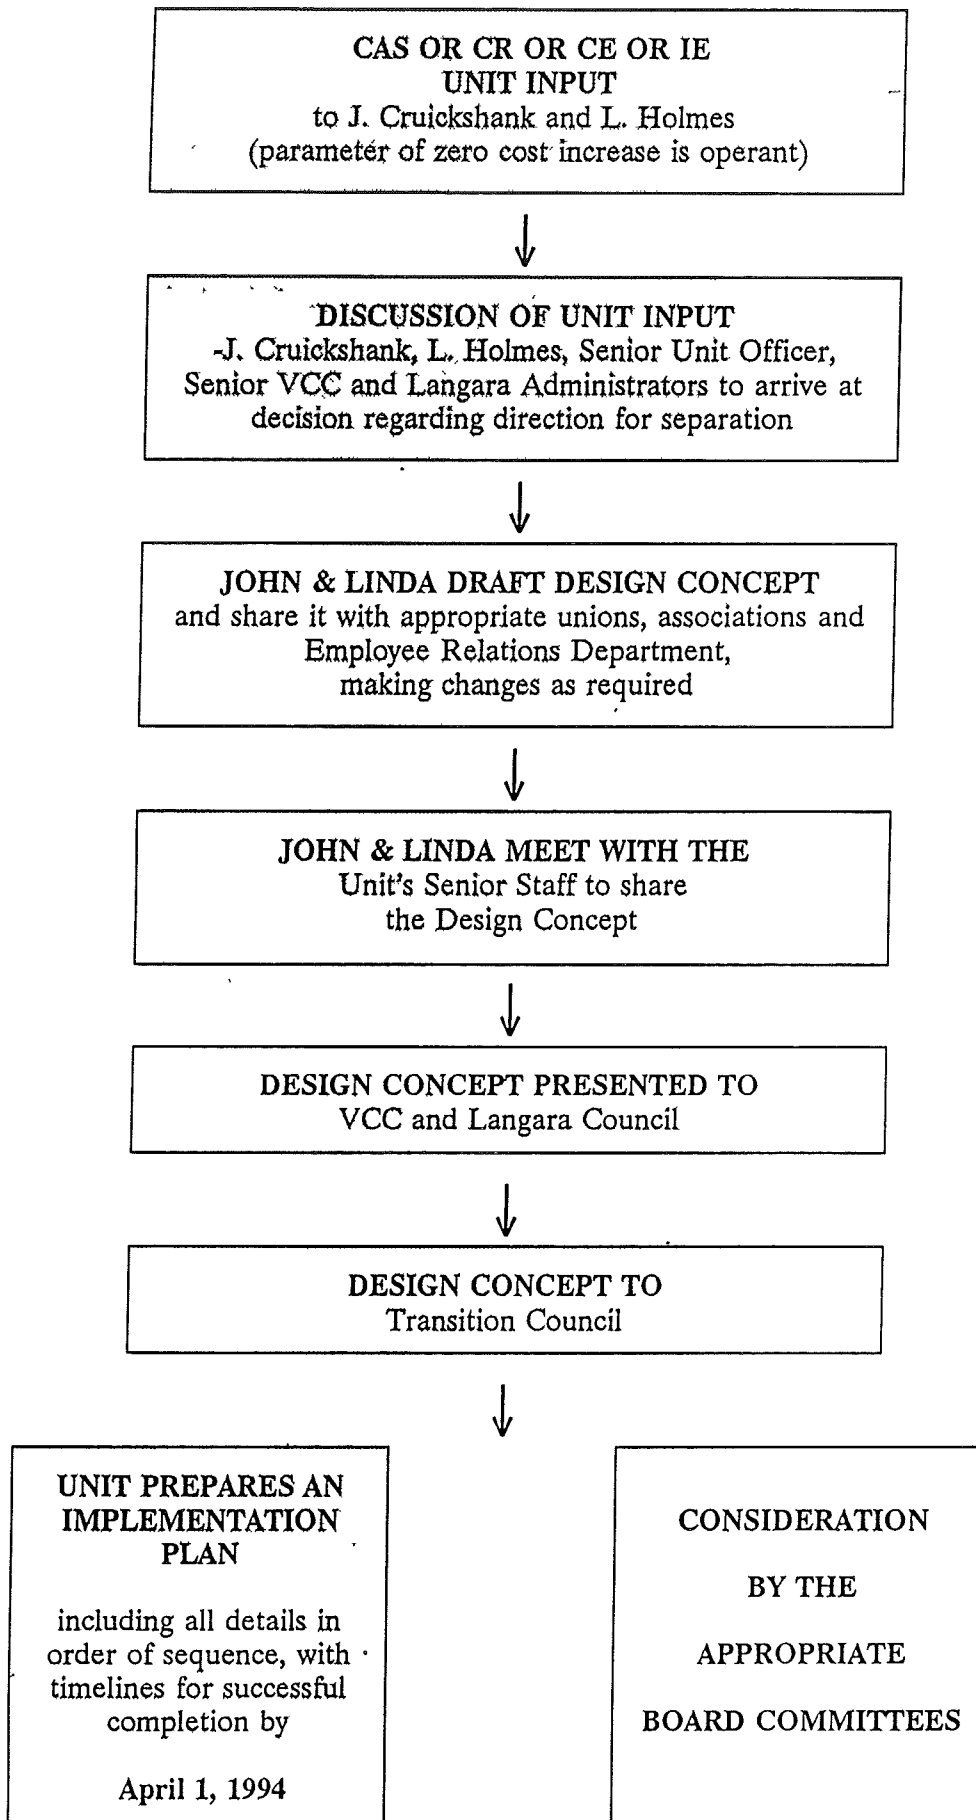 CAS OR CR OR CE OR IE
UNIT INPUT
to J. Cruickshank and L. Holmes
(parameter of zero cost increase is operant)
DISCUSSION OF UNIT INPUT
-J. Cruickshank, L. Holmes, Senior Unit Officer,
Senior VCC and Langara Administrators to arrive at
decision regarding direction for separation
JOHN & LINDA DRAFT DESIGN CONCEPT
and share it with appropriate unions, associations and
Employee Relations Department,
making changes as required
JOHN & LINDA MEET WITH THE
Unit's Senior Staff to share
the Design Concept
DESIGN CONCEPT PRESENTED TO
VCC and Langara Council
DESIGN CONCEPT TO
Transition Council
UNIT PREPARES AN
IMPLEMENTATION
PLAN
including all details in
order of sequence, with
timelines for successful
completion by
April 1, 1994
CONSIDERATION
BY THE
APPROPRIATE
BOARD COMMITTEES